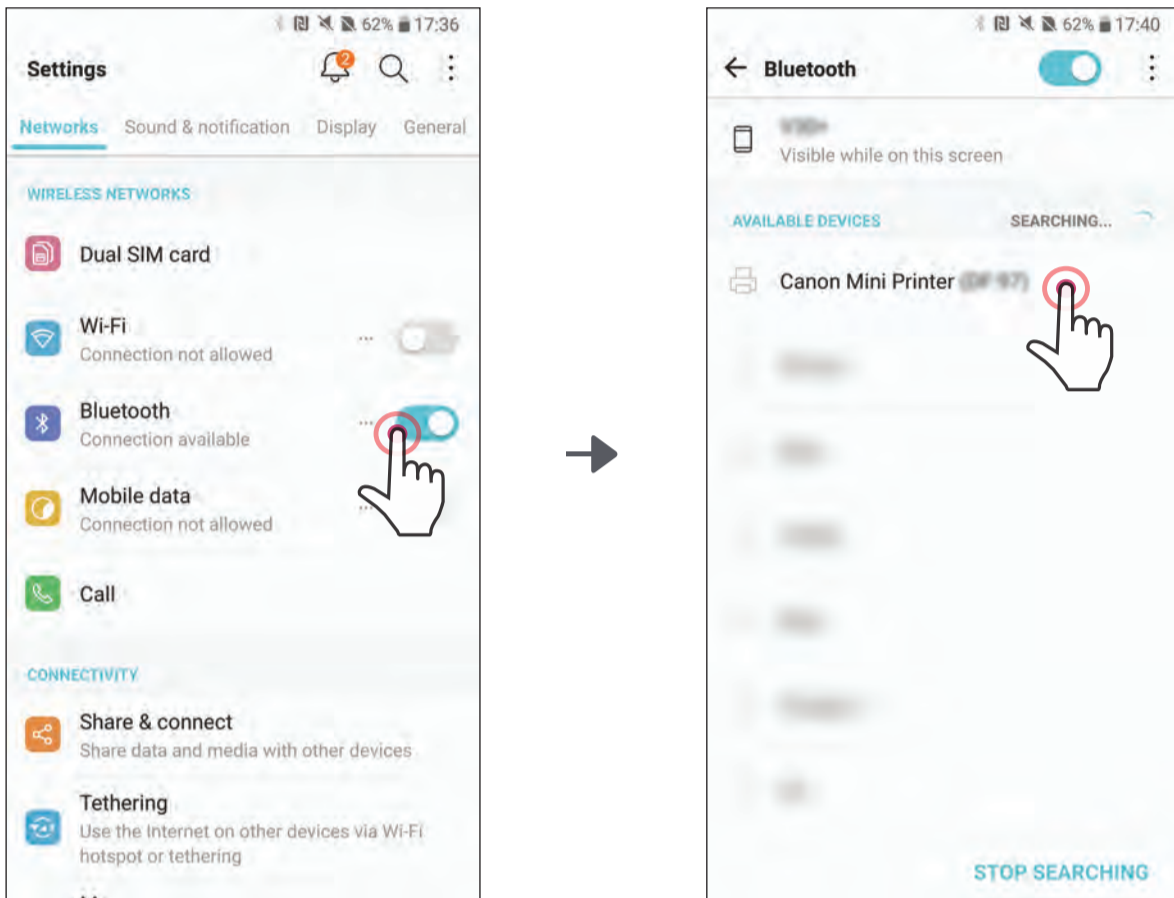 62% 17:36
Settings
2
Networks Sound & notification Display General
WIRELESS NETWORKS
Dual SIM card
Wi-Fi
Connection not allowed
Bluetooth
Connection available
Mobile data
Connection not allowed
Call
CONNECTIVITY
Share & connect
Share data and media with other devices
Tethering
Use the Internet on other devices via Wi-Fi
hotspot or tethering
62% 17:40
Bluetooth
Visible while on this screen
AVAILABLE DEVICES SEARCHING...
Canon Mini Printer
STOP SEARCHING